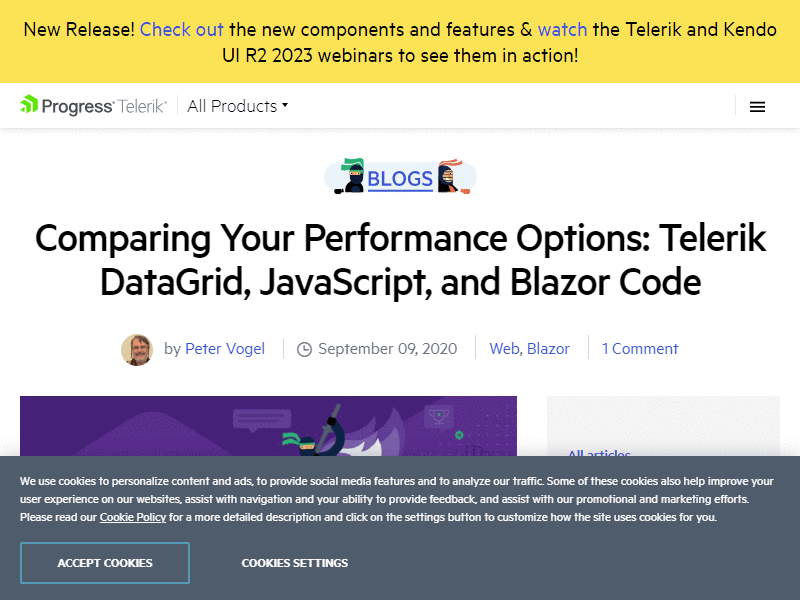 New Release! Check out the new components and features & watch the Telerik and Kendo
UI R2 2023 webinars to see them in action!
Progress Telerik
All Products
BLOGS
Comparing Your Performance Options: Telerik
DataGrid, JavaScript, and Blazor Code
by Peter Vogel
September 09, 2020
Web, Blazor
1 Comment
All articles
We use cookies to personalize content and ads, to provide social media features and to analyze our traffic. Some of these cookies also help improve your
user experience on our websites, assist with navigation and your ability to provide feedback, and assist with our promotional and marketing efforts.
Please read our Cookie Policy for a more detailed description and click on the settings button to customize how the site uses cookies for you.
ACCEPT COOKIES
COOKIES SETTINGS